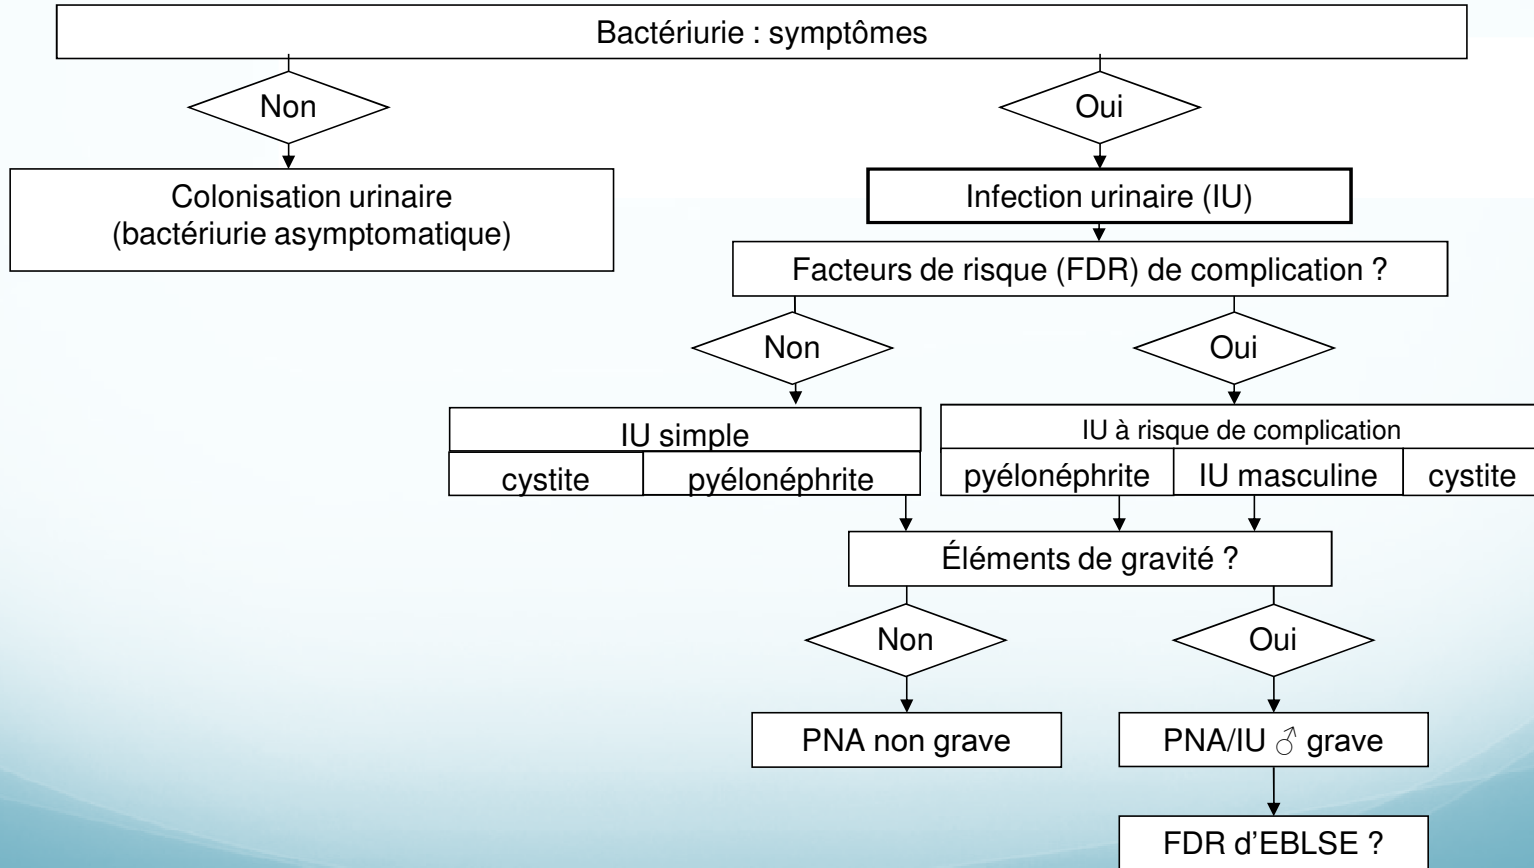 Bactériurie : symptômes
Non
Oui
Colonisation urinaire
(bactériurie asymptomatique)
Infection urinaire (IU)
Facteurs de risque (FDR) de complication ?
Non
Oui
IU simple
cystite
pyélonéphrite
IU à risque de complication
pyélonéphrite
IU masculine
cystite
Éléments de gravité ?
Non
Oui
PNA non grave
PNA/IU ♂ grave
FDR d’EBLSE ?